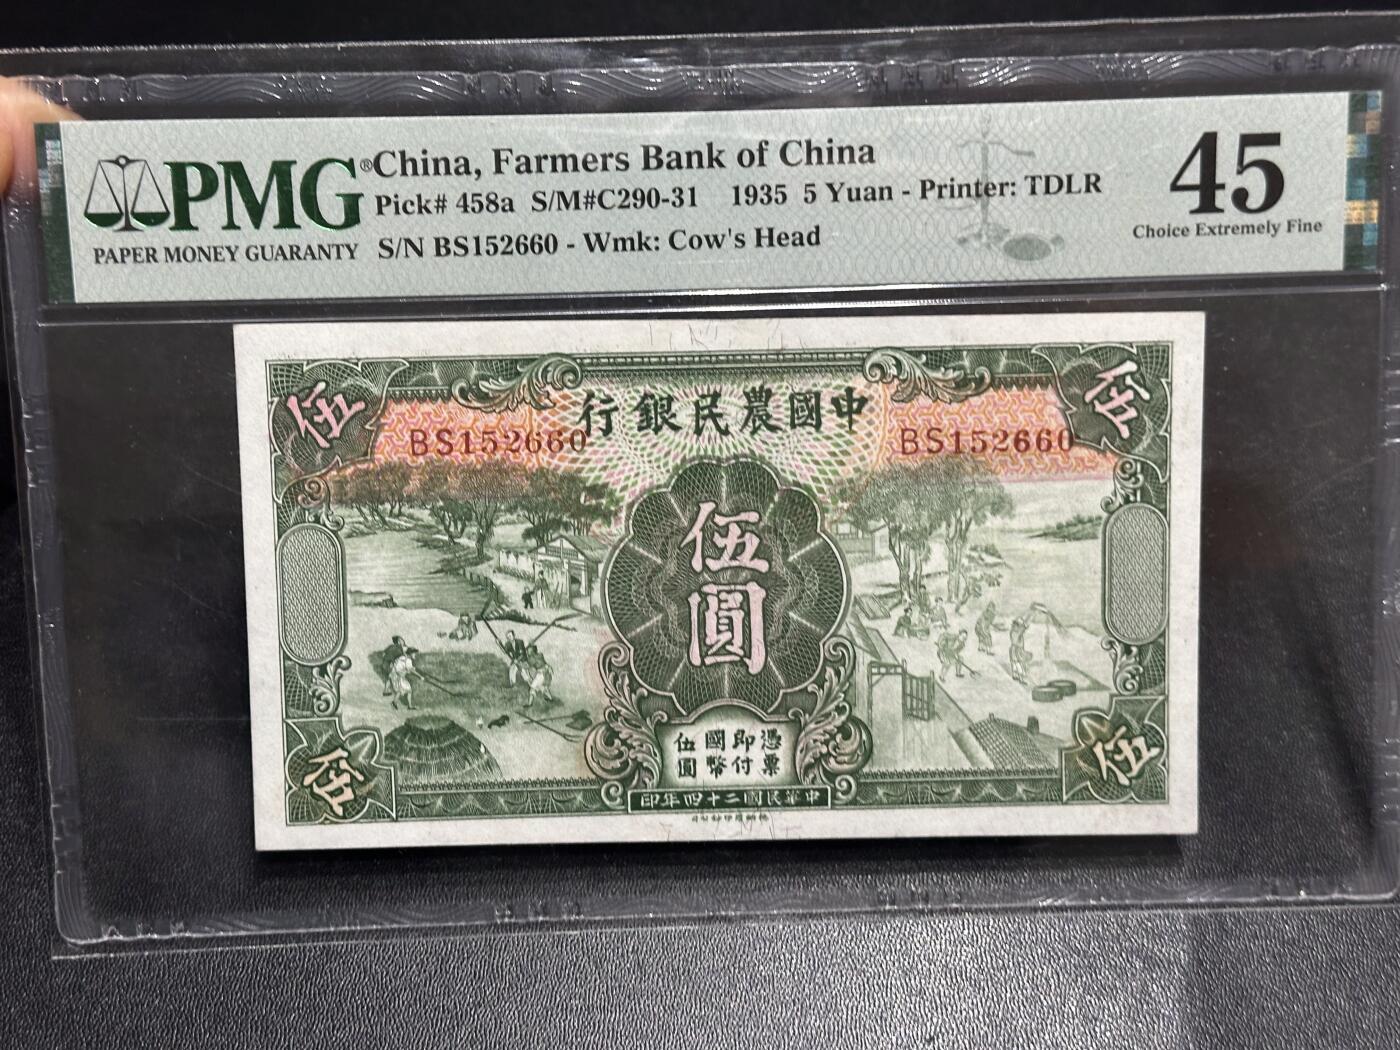 PMG®
PAPER MONEY GUARANTY
China, Farmers Bank of China
Pick# 458a S/M#C290-31 1935 5 Yuan - Printer: TDLR
S/N BS152660 - Wmk: Cow's Head
45
Choice Extremely Fine
伍
行銀民農國中
伍
BS152660
BS152660
伍
圓
伍國即憑
圓幣付票
伍
伍
印年四十二國民華中